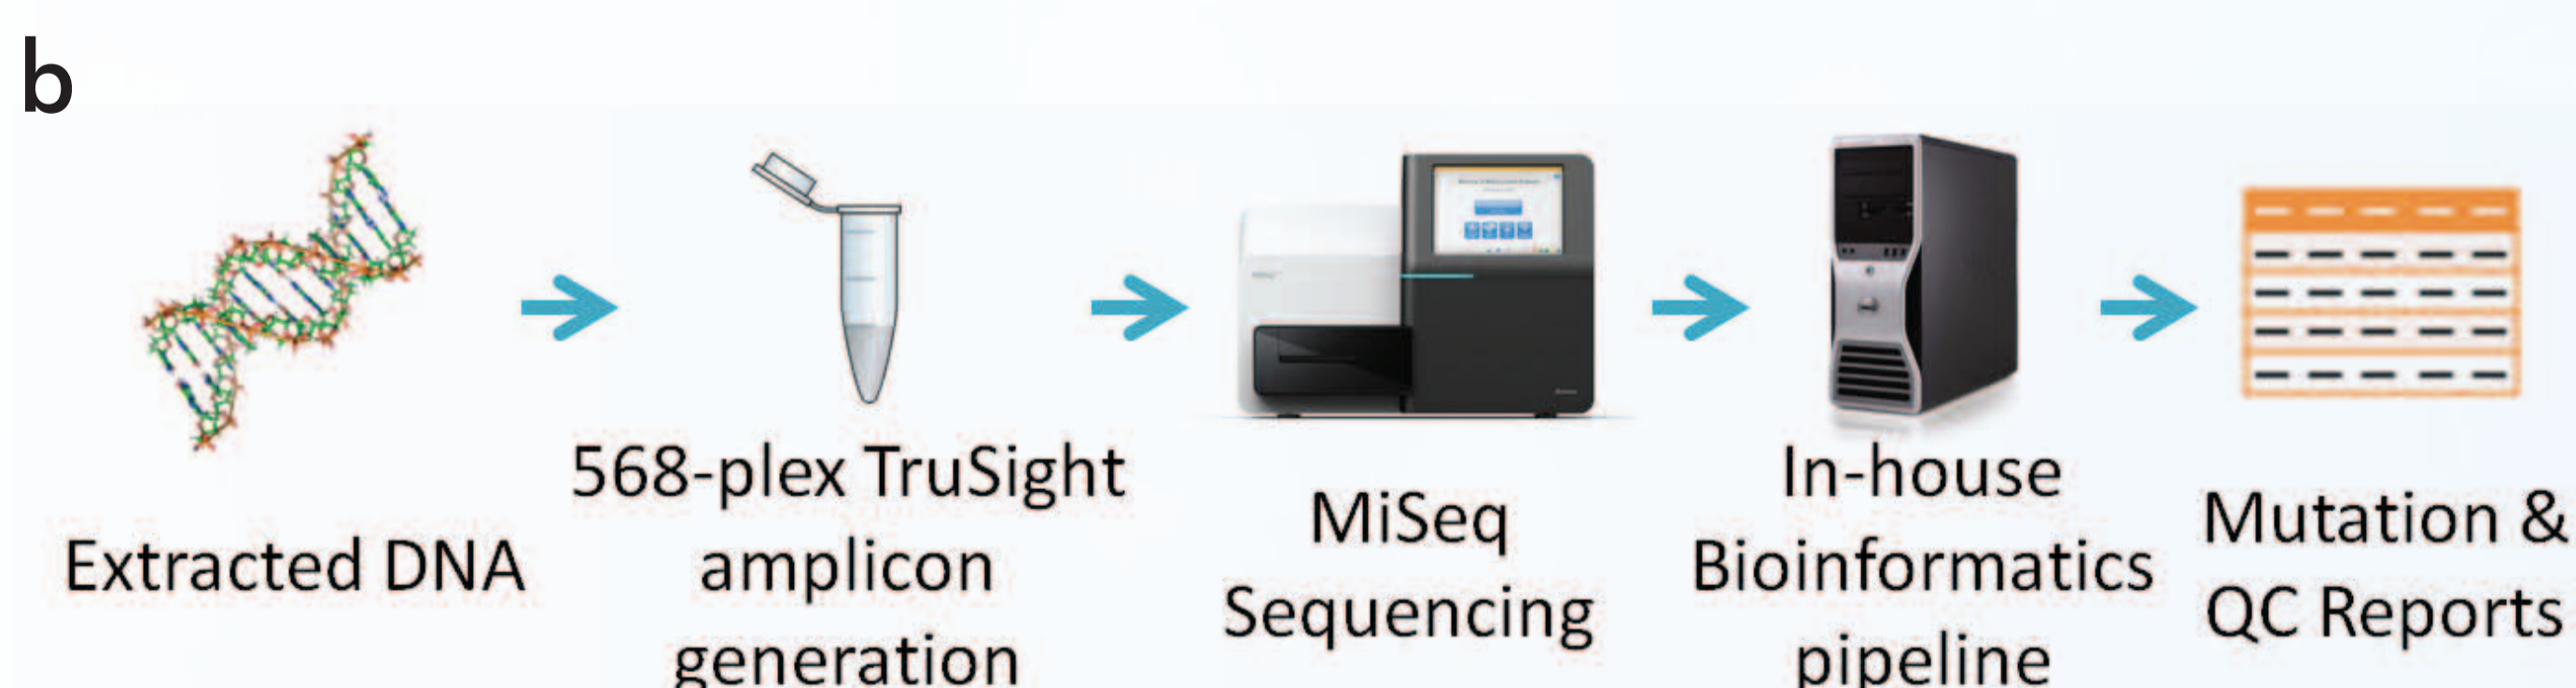 b
Extracted DNA
568-plex TruSight
amplicon
generation
MiSeq
Sequencing
In-house
Bioinformatics
pipeline
Mutation &
QC Reports